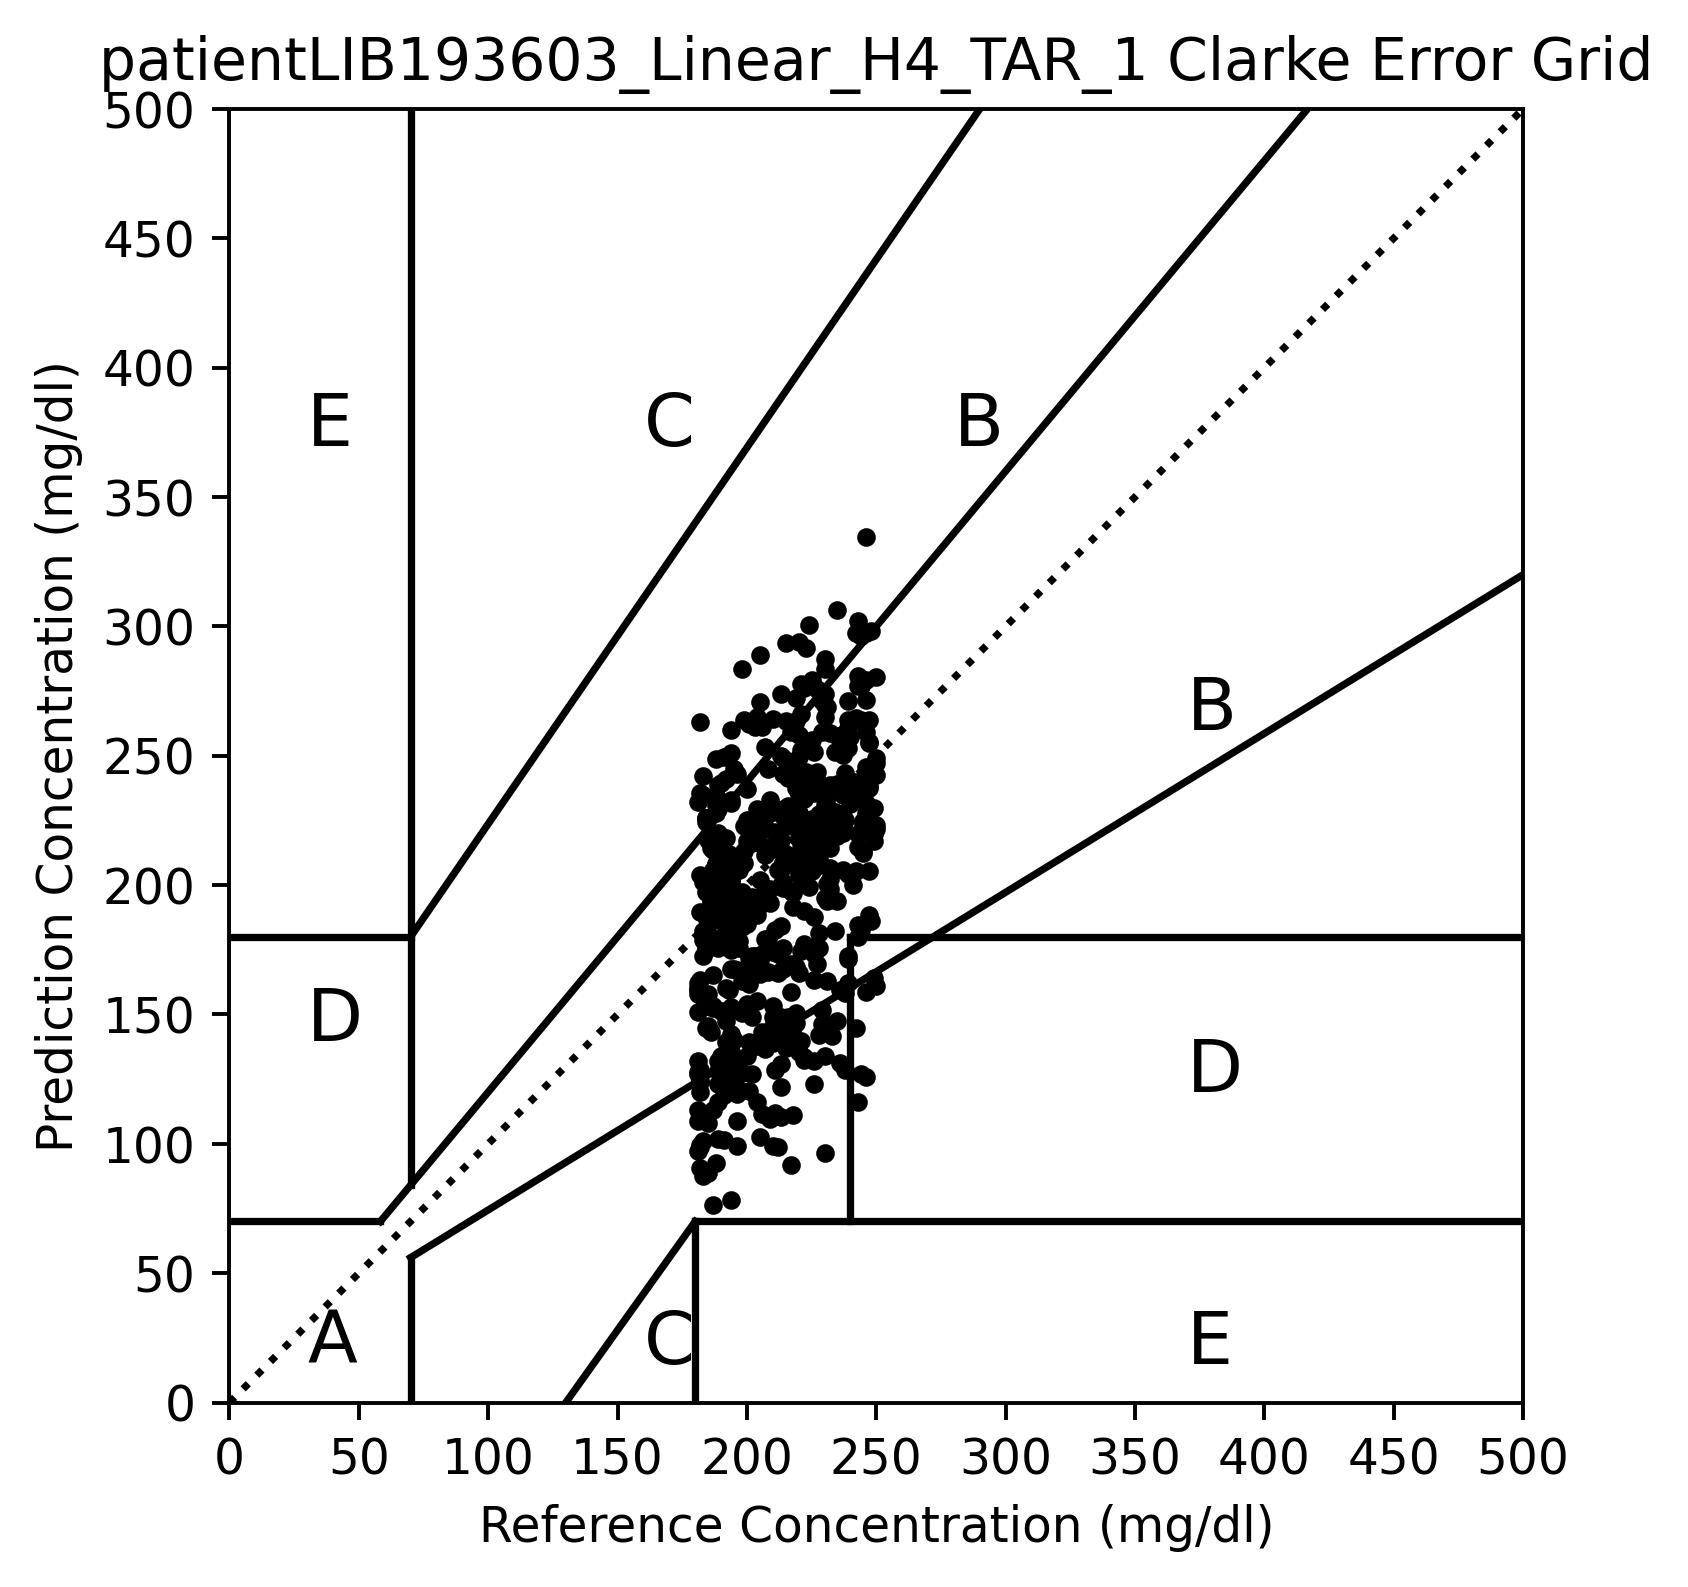 patientLIB193603_Linear_H4_TAR_1 Clarke Error Grid
500
450
400
350
300
250
200
150
100
50
0
Prediction Concentration (mg/dl)
E
C
B
B
D
D
A
C
E
0 50 100 150 200 250 300 350 400 450 500
Reference Concentration (mg/dl)